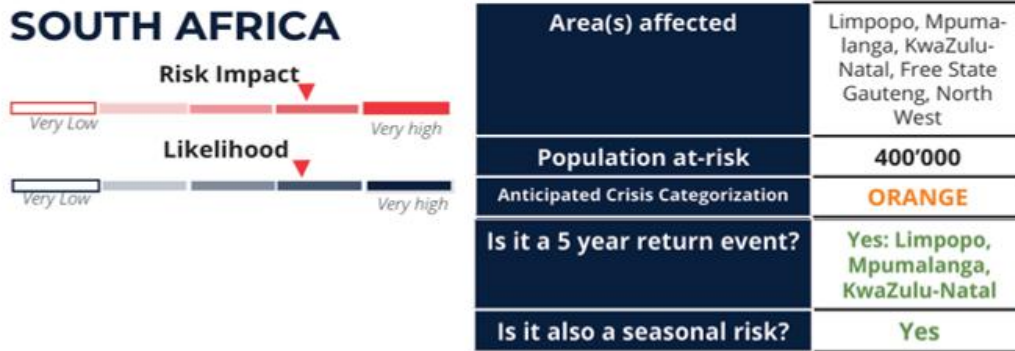 SOUTH AFRICA
Risk Impact
Very Low
Very high
Likelihood
Very Low
Very high
Area(s) affected
Limpopo, Mpuma-
langa, KwaZulu-
Natal, Free State
Gauteng, North
West
Population at-risk
400’000
Anticipated Crisis Categorization
ORANGE
Is it a 5 year return event?
Yes: Limpopo,
Mpumalanga,
KwaZulu-Natal
Is it also a seasonal risk?
Yes